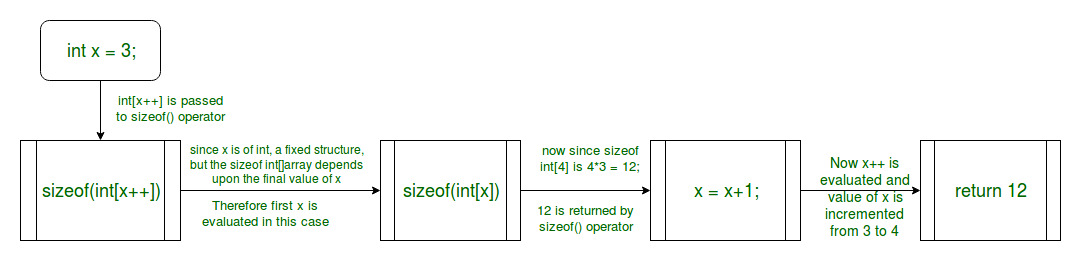 int x = 3;
int[x++] is passed
to sizeof() operator
sizeof(int[x++])
since x is of int, a fixed structure,
but the sizeof int[]array depends
upon the final value of x
Therefore first x is
evaluated in this case
sizeof(int[x])
now since sizeof
int[4] is 4*3 = 12;
12 is returned by
sizeof() operator
x = x+1;
Now x++ is
evaluated and
value of x is
incremented
from 3 to 4
return 12